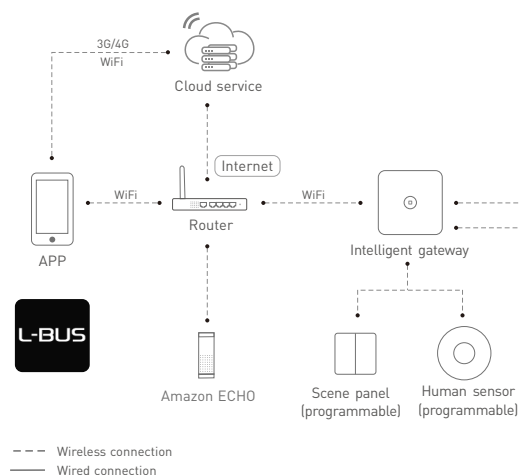 3G/4G
WiFi
Cloud service
Internet
WiFi
WiFi
Router
APP
Intelligent gateway
L-BUS
Amazon ECHO
Scene panel
(programmable)
Human sensor
(programmable)
Wireless connection
Wired connection